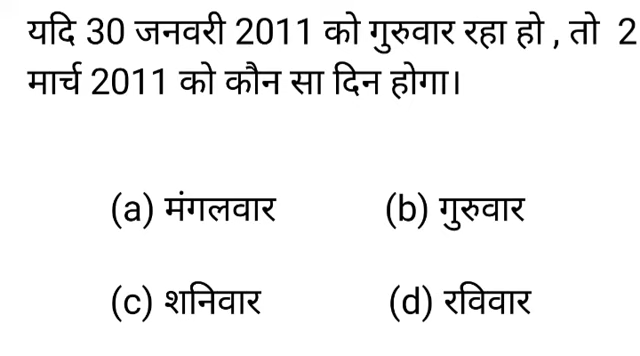 यदि 30 जनवरी 2011 को गुरुवार रहा हो , तो 2
मार्च 2011 को कौन सा दिन होगा।
(a) मंगलवार (b) गुरुवार
(c) शनिवार (d) रविवार